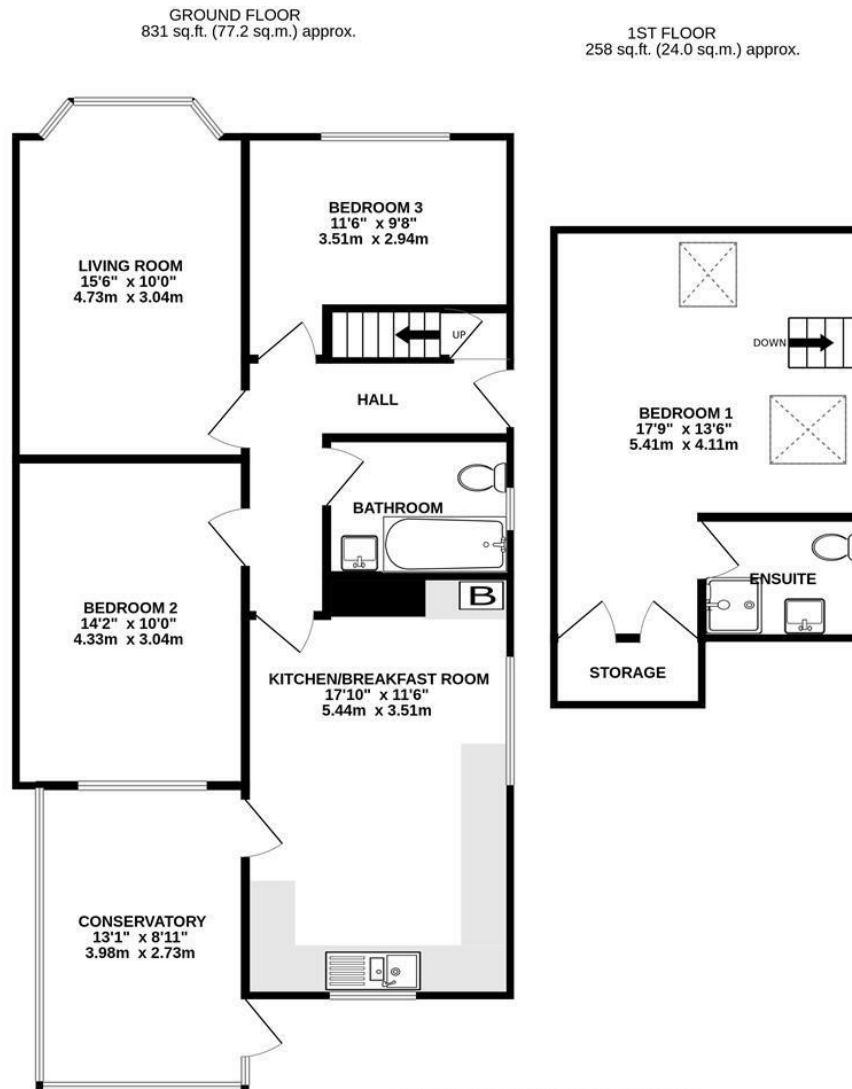 GROUND FLOOR
831 sq.ft. (77.2 sq.m.) approx.
1ST FLOOR
258 sq.ft. (24.0 sq.m.) approx.
BEDROOM 3
11'6" x 9'8"
3.51m x 2.94m
LIVING ROOM
15'6" x 10'0"
4.73m x 3.04m
UP
DOWN
HALL
BEDROOM 1
17'9" x 13'6"
5.41m x 4.11m
BATHROOM
ENSUITE
B
BEDROOM 2
14'2" x 10'0"
4.33m x 3.04m
STORAGE
KITCHEN/BREAKFAST ROOM
17'10" x 11'6"
5.44m x 3.51m
CONSERVATORY
13'1" x 8'11"
3.98m x 2.73m